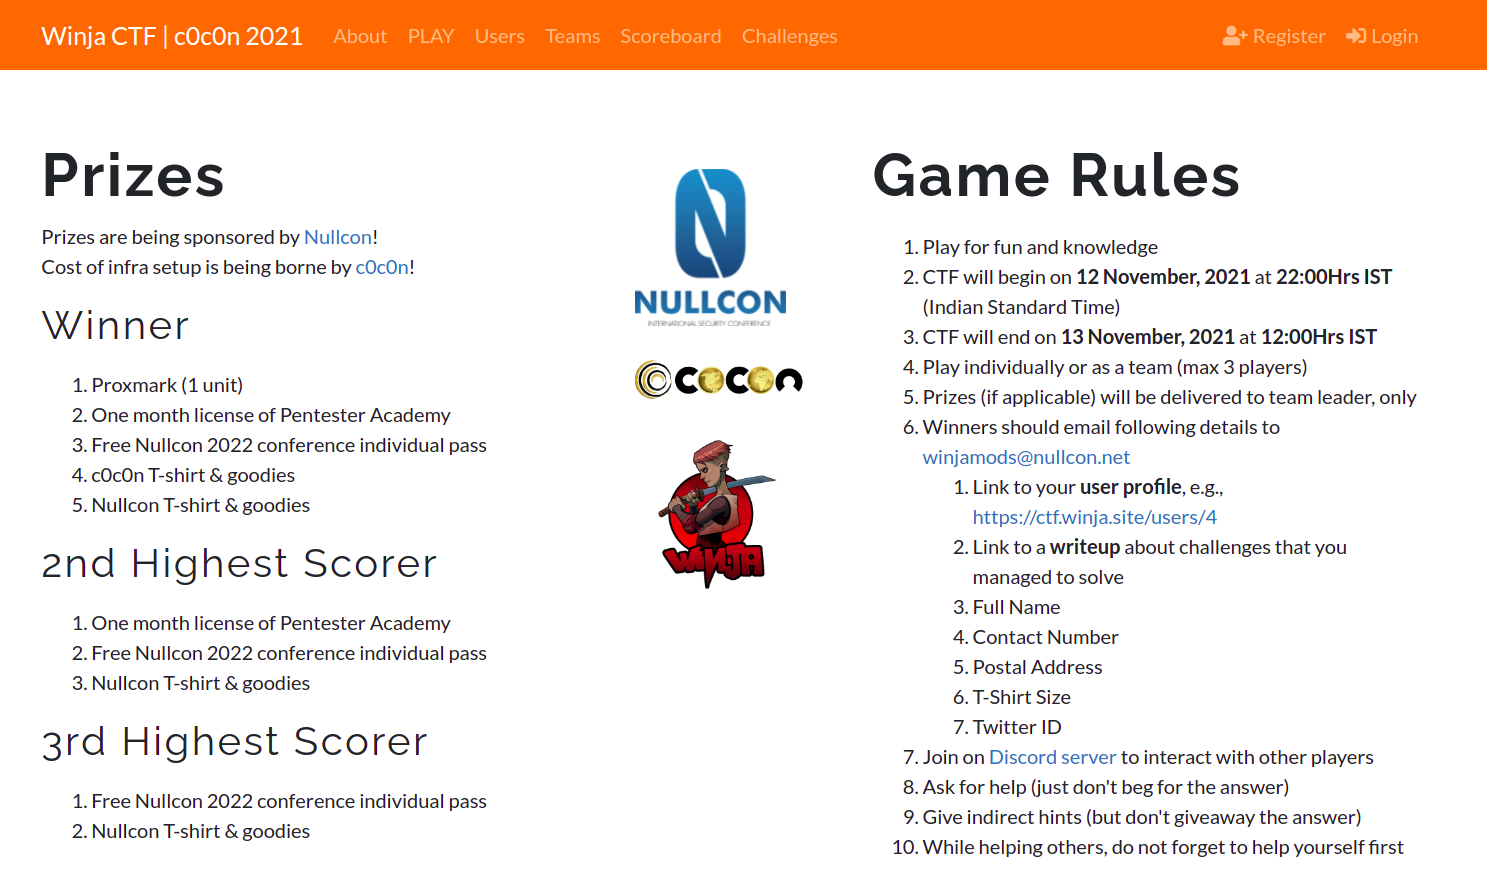 Winja CTF | c0c0n 2021 About PLAY Users Teams Scoreboard Challenges Register Login
Prizes
Prizes are being sponsored by Nullcon!
Cost of infra setup is being borne by c0c0n!
Winner
1. Proxmark (1 unit)
2. One month license of Pentester Academy
3. Free Nullcon 2022 conference individual pass
4. c0c0n T-shirt & goodies
5. Nullcon T-shirt & goodies
2nd Highest Scorer
1. One month license of Pentester Academy
2. Free Nullcon 2022 conference individual pass
3. Nullcon T-shirt & goodies
3rd Highest Scorer
1. Free Nullcon 2022 conference individual pass
2. Nullcon T-shirt & goodies
NULLCON
INTERNATIONAL SECURITY CONFERENCE
COCON
WINJA
Game Rules
1. Play for fun and knowledge
2. CTF will begin on 12 November, 2021 at 22:00Hrs IST
(Indian Standard Time)
3. CTF will end on 13 November, 2021 at 12:00Hrs IST
4. Play individually or as a team (max 3 players)
5. Prizes (if applicable) will be delivered to team leader, only
6. Winners should email following details to
winjamods@nullcon.net
1. Link to your user profile, e.g.,
https://ctf.winja.site/users/4
2. Link to a writeup about challenges that you
managed to solve
3. Full Name
4. Contact Number
5. Postal Address
6. T-Shirt Size
7. Twitter ID
7. Join on Discord server to interact with other players
8. Ask for help (just don't beg for the answer)
9. Give indirect hints (but don't giveaway the answer)
10. While helping others, do not forget to help yourself first